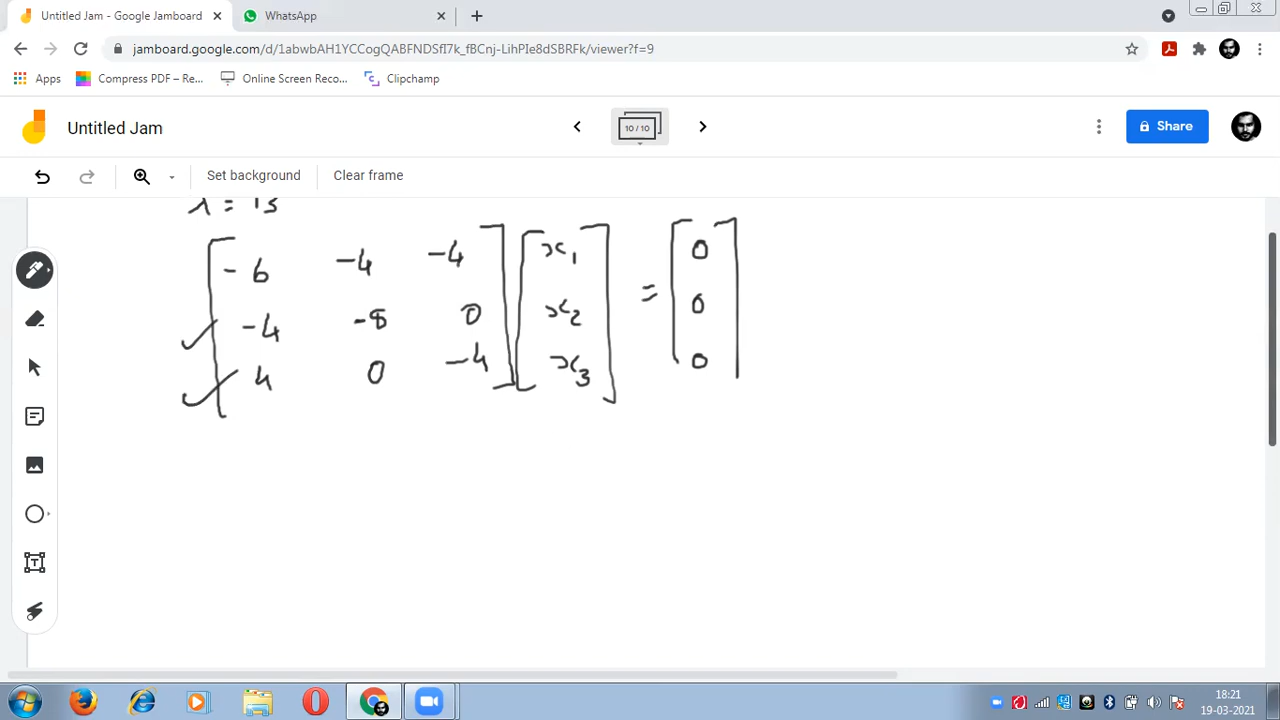 Untitled Jam - Google Jamboard
WhatsApp
jamboard.google.com/d/1abwbAH1YCCogQABFNDSfI7k_fBCnj-LihPIe8dSBRFk/viewer?f=9
Apps
Compress PDF – Re...
Online Screen Reco...
Clipchamp
Untitled Jam
10 / 10
Share
Set background
Clear frame
λ = 13
-6 -4 -4 x1 = 0
-4 -8 0 x2 0
4 0 -4 x3 0
18:21
19-03-2021